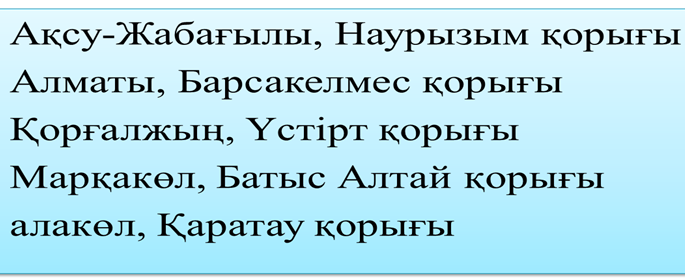 Ақсу-Жабағылы, Наурызым қорығы
Алматы, Барсакелмес қорығы
Қорғалжың, Үстірт қорығы
Марқакөл, Батыс Алтай қорығы
алакөл, Қаратау қорығы